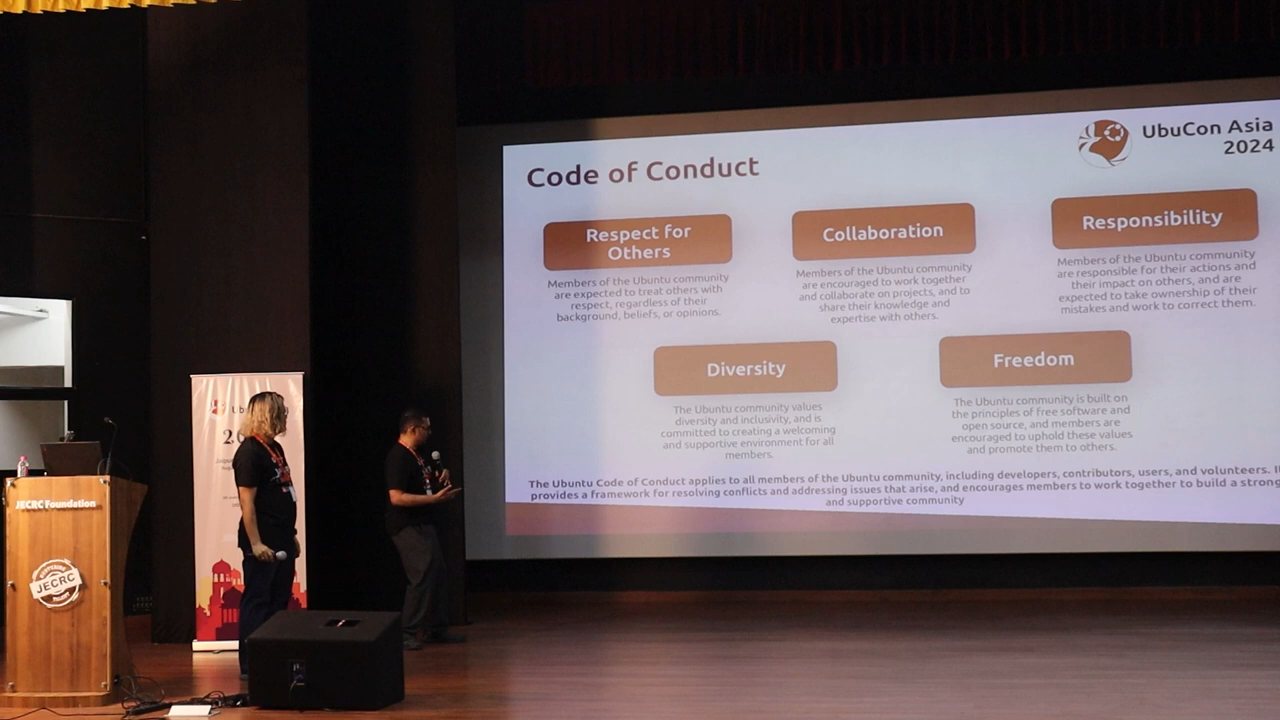 UbuCon Asia
2024
Code of Conduct
Respect for
Others
Members of the Ubuntu community
are expected to treat others with
respect, regardless of their
background, beliefs, or opinions.
Collaboration
Members of the Ubuntu community
are encouraged to work together
and collaborate on projects, and to
share their knowledge and
expertise with others.
Responsibility
Members of the Ubuntu community
are responsible for their actions and
their impact on others, and are
expected to take ownership of their
mistakes and work to correct them.
Diversity
The Ubuntu community values
diversity and inclusivity, and is
committed to creating a welcoming
and supportive environment for all
members.
Freedom
The Ubuntu community is built on
the principles of free software and
open source, and members are
encouraged to uphold these values
and promote them to others.
The Ubuntu Code of Conduct applies to all members of the Ubuntu community, including developers, contributors, users, and volunteers.
provides a framework for resolving conflicts and addressing issues that arise, and encourages members to work together to build a strong
and supportive community
JECRC Foundation
JECRC